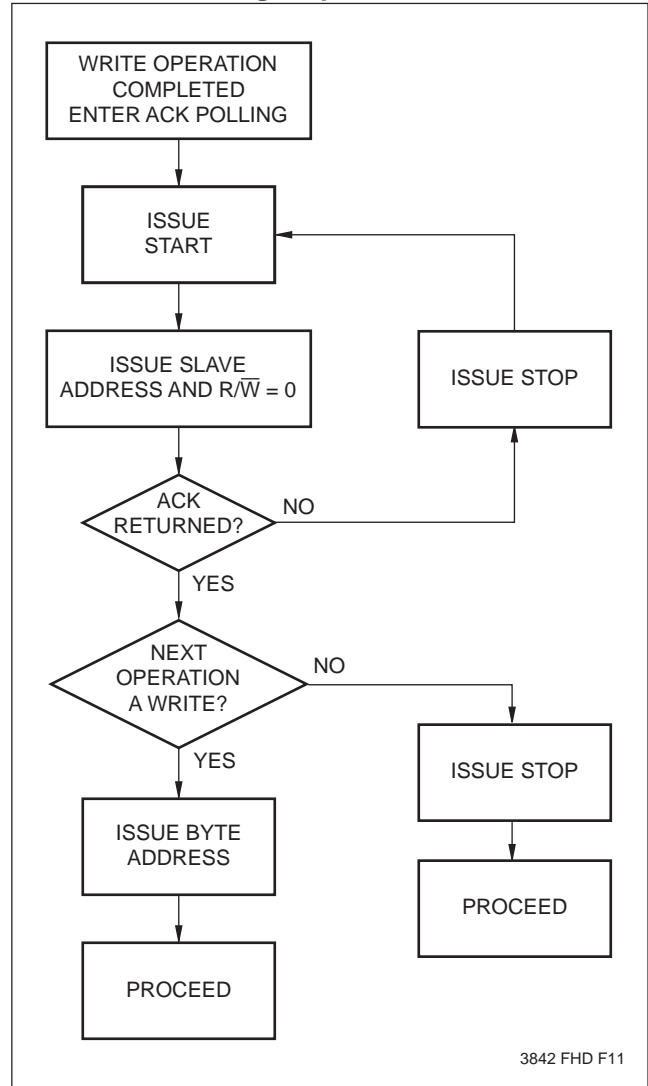 WRITE OPERATION
COMPLETED
ENTER ACK POLLING
ISSUE
START
ISSUE SLAVE
ADDRESS AND R/W̅ = 0
ISSUE STOP
ACK
RETURNED?
NO
YES
NEXT
OPERATION
A WRITE?
NO
YES
ISSUE STOP
ISSUE BYTE
ADDRESS
PROCEED
PROCEED
3842 FHD F11